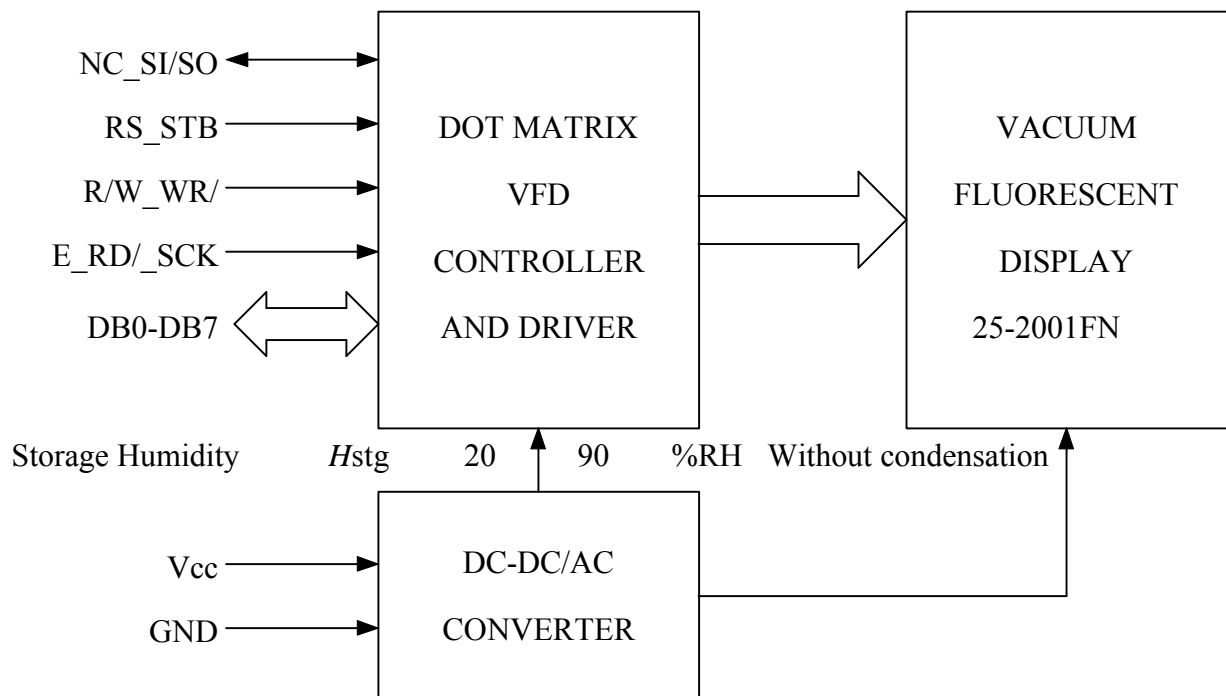 NC_SI/SO
RS_STB
R/W_WR/
E_RD/_SCK
DB0-DB7
DOT MATRIX
VFD
CONTROLLER
AND DRIVER
VACUUM
FLUORESCENT
DISPLAY
25-2001FN
Storage Humidity Hstg 20 90 %RH Without condensation
Vcc
GND
DC-DC/AC
CONVERTER